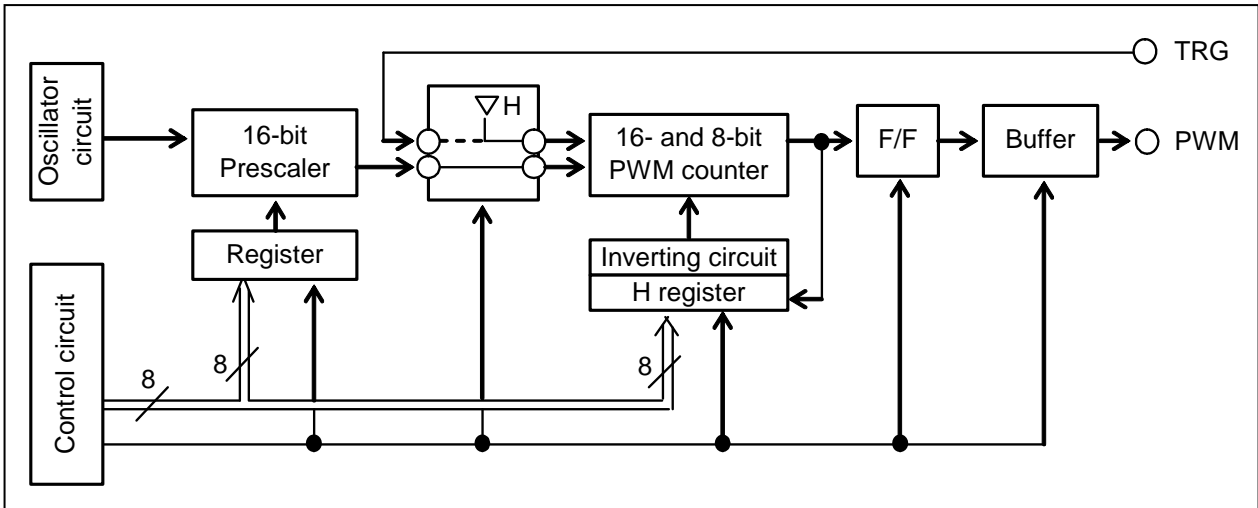 TRG
Oscillator
circuit
16-bit
Prescaler
H
16- and 8-bit
PWM counter
F/F
Buffer
PWM
Register
Inverting circuit
H register
Control circuit
8
8
8